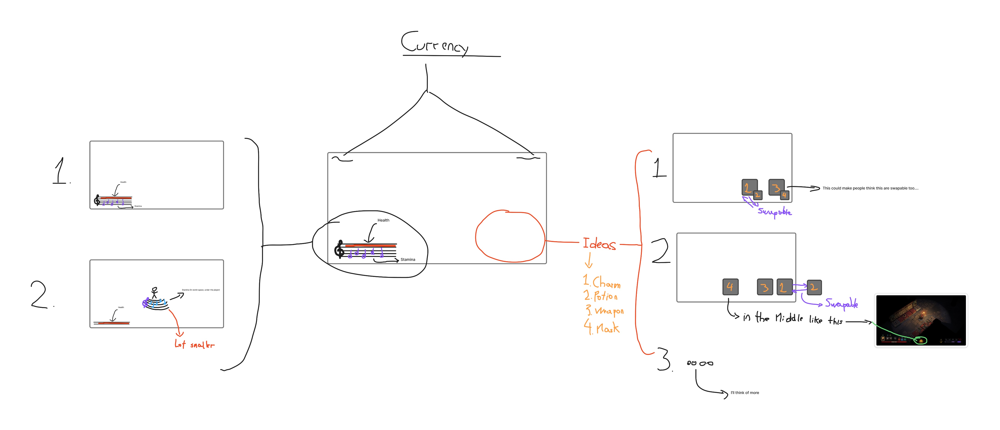 Currency
1.
Health
Stamina
2.
Stamina (in world space, under the player)
Health
Lot smaller
Health
Stamina
Ideas
1. Charm
2. Potion
3. Weapon
4. Mask
1
1
2
3
4
This could make people think this are swapable too....
Swapable
2
4
3
1
2
Swapable
in the Middle like this
3.
I'll think of more